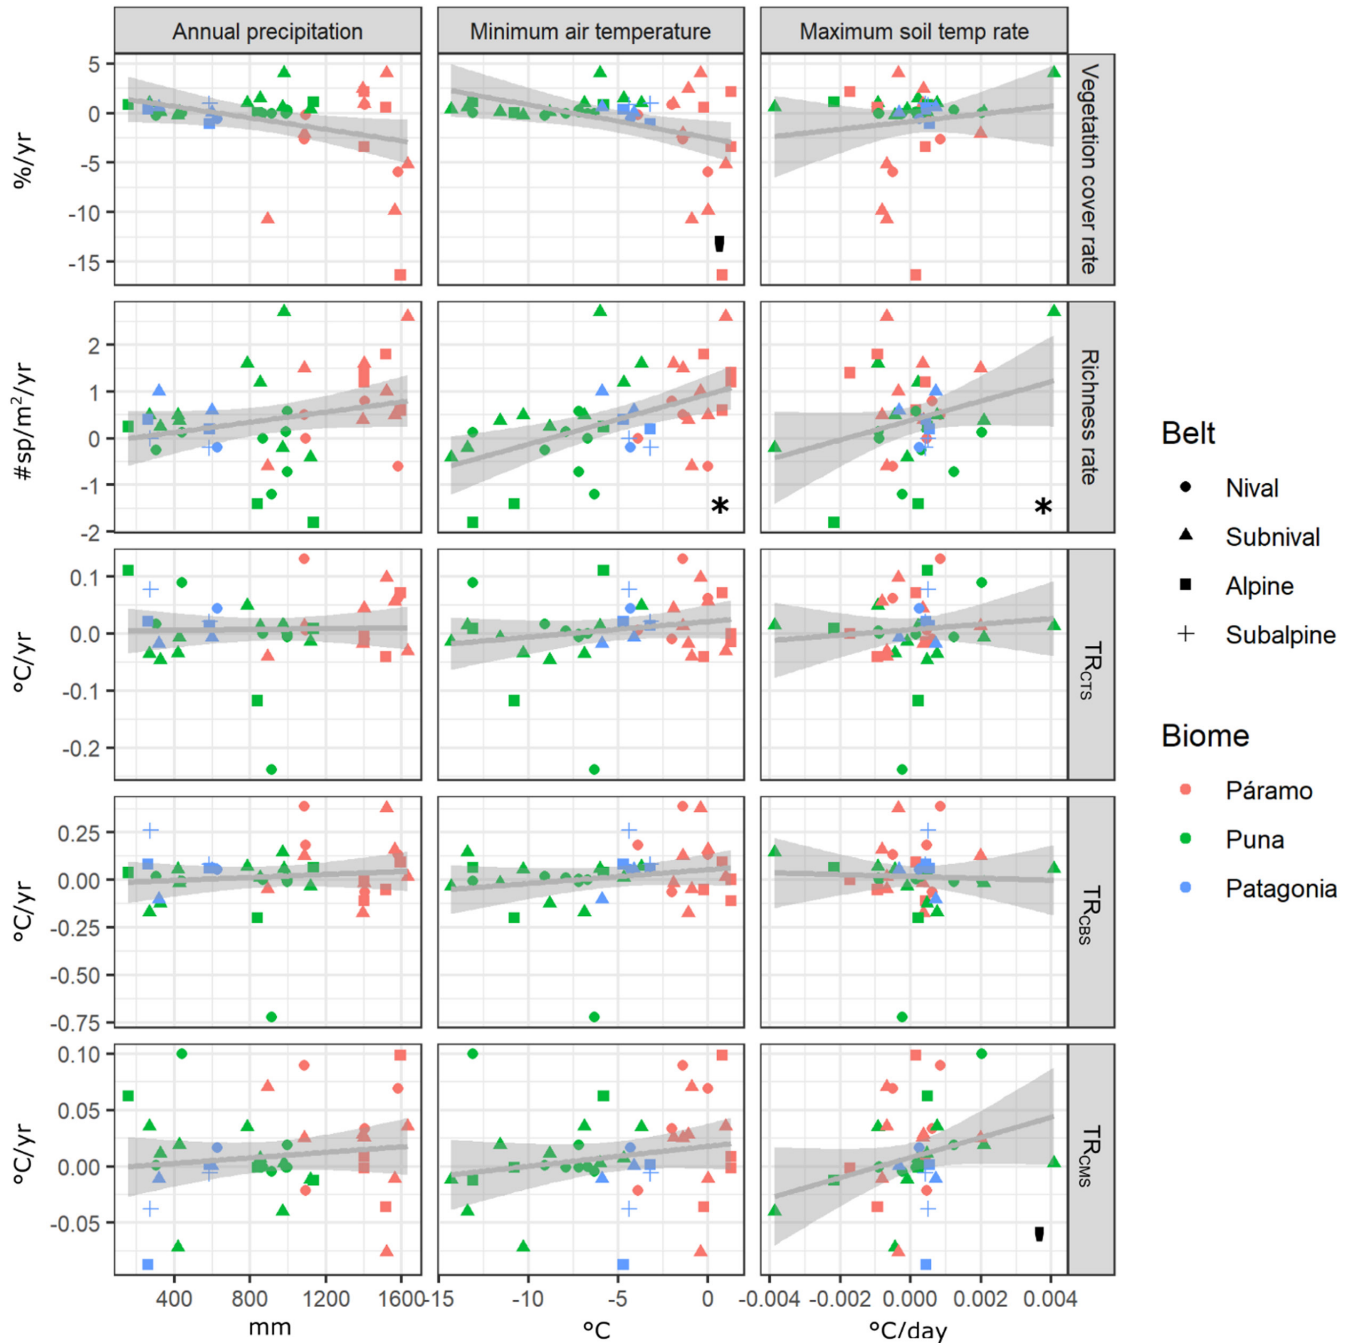 Annual precipitation
Minimum air temperature
Maximum soil temp rate
5
0
-5
-10
-15
%/yr
Vegetation cover rate
'
2
1
0
-1
-2
#sp/m²/yr
Richness rate
*
*
0.1
0.0
-0.1
-0.2
°C/yr
TR_CTS
0.25
0.00
-0.25
-0.50
-0.75
°C/yr
TR_CBS
0.10
0.05
0.00
-0.05
°C/yr
TR_CMS
'
400 800 1200 1600
-15 -10 -5 0
-0.004 -0.002 0.000 0.002 0.004
mm
°C
°C/day
Belt
Nival
Subnival
Alpine
Subalpine
Biome
Páramo
Puna
Patagonia